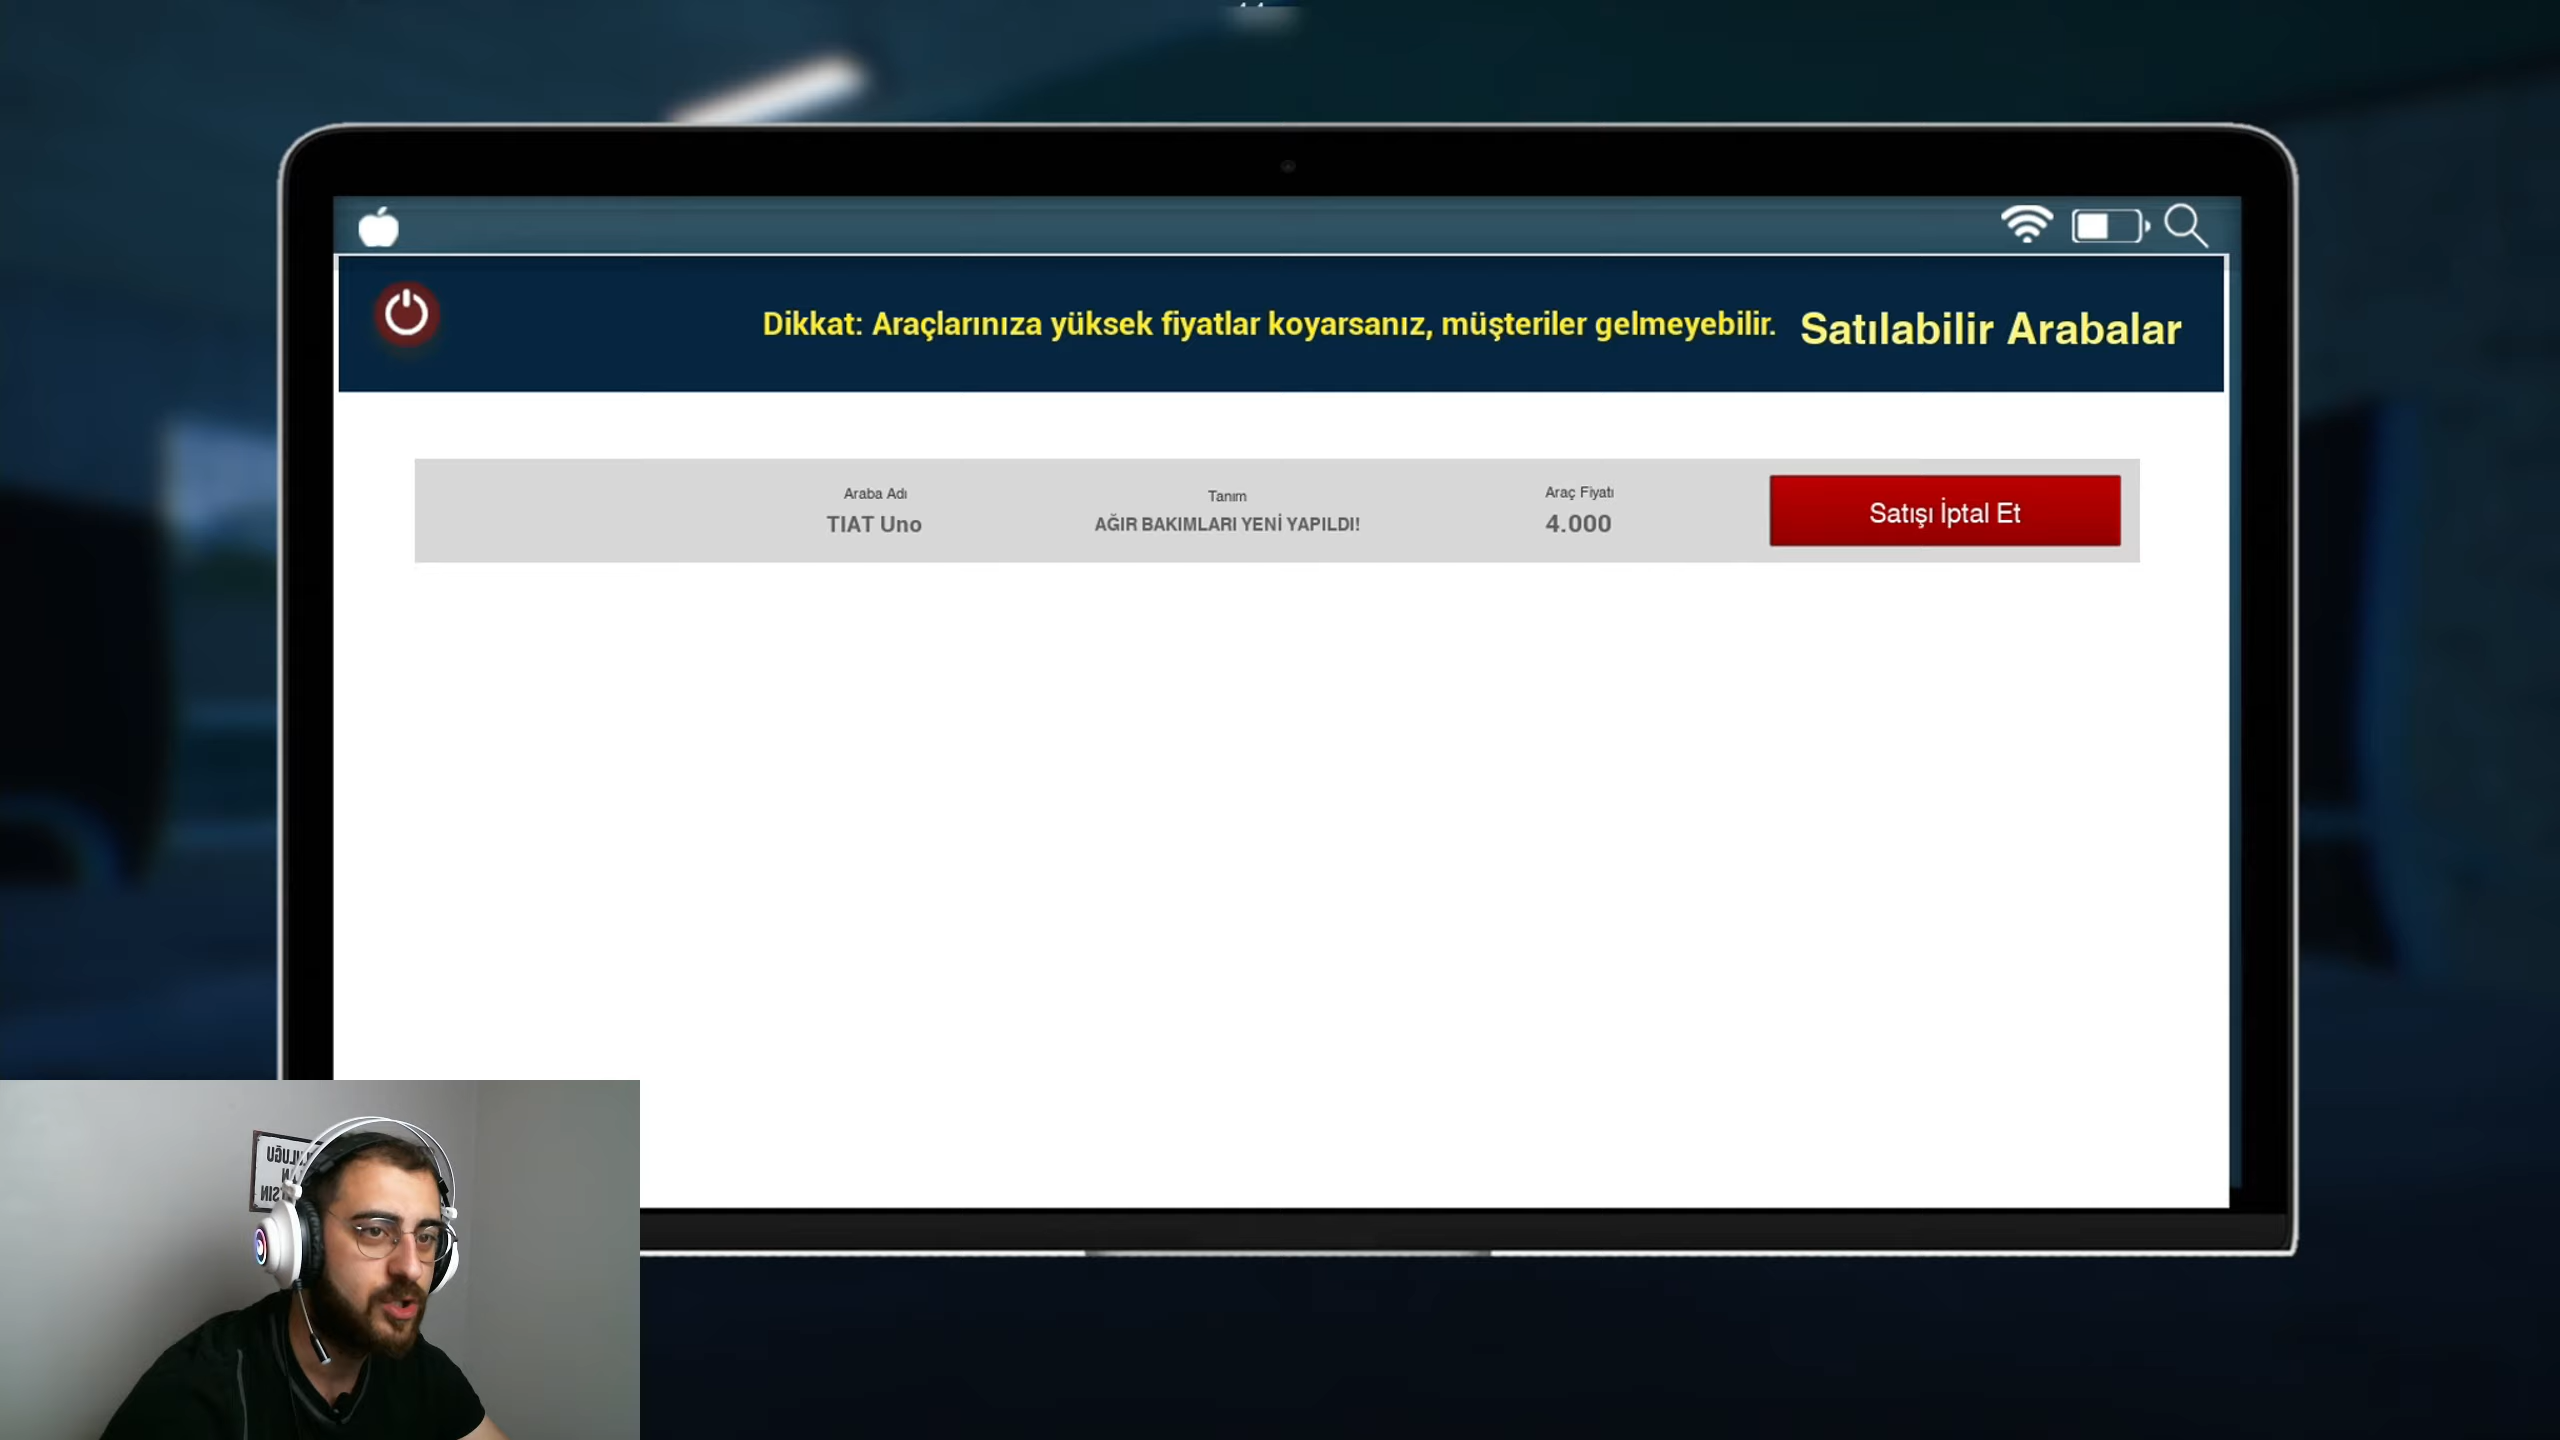 Dikkat: Araçlarınıza yüksek fiyatlar koyarsanız, müşteriler gelmeyebilir. Satılabilir Arabalar
Araba Adı Tanım Araç Fiyatı
TIAT Uno AĞIR BAKIMLARI YENİ YAPILDI! 4.000 Satışı İptal Et